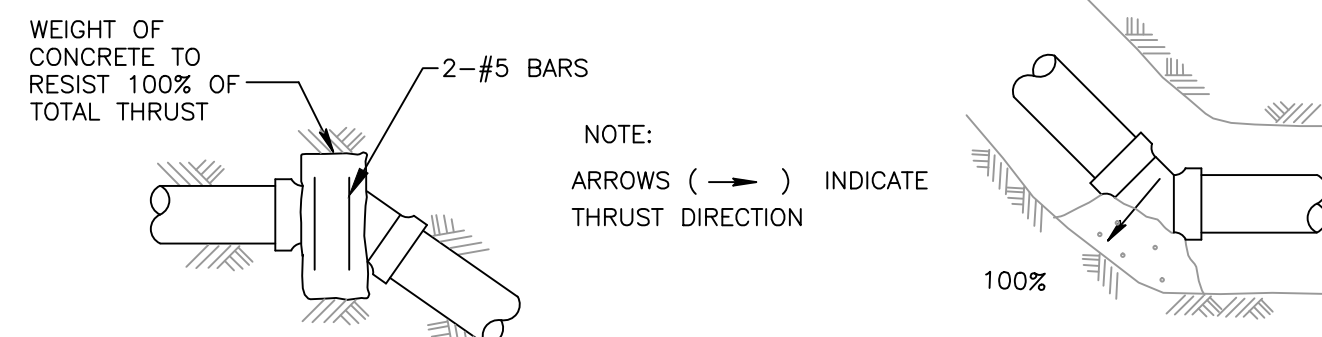 WEIGHT OF
CONCRETE TO
RESIST 100% OF
TOTAL THRUST
2-#5 BARS
NOTE:
ARROWS ( ) INDICATE
THRUST DIRECTION
100%